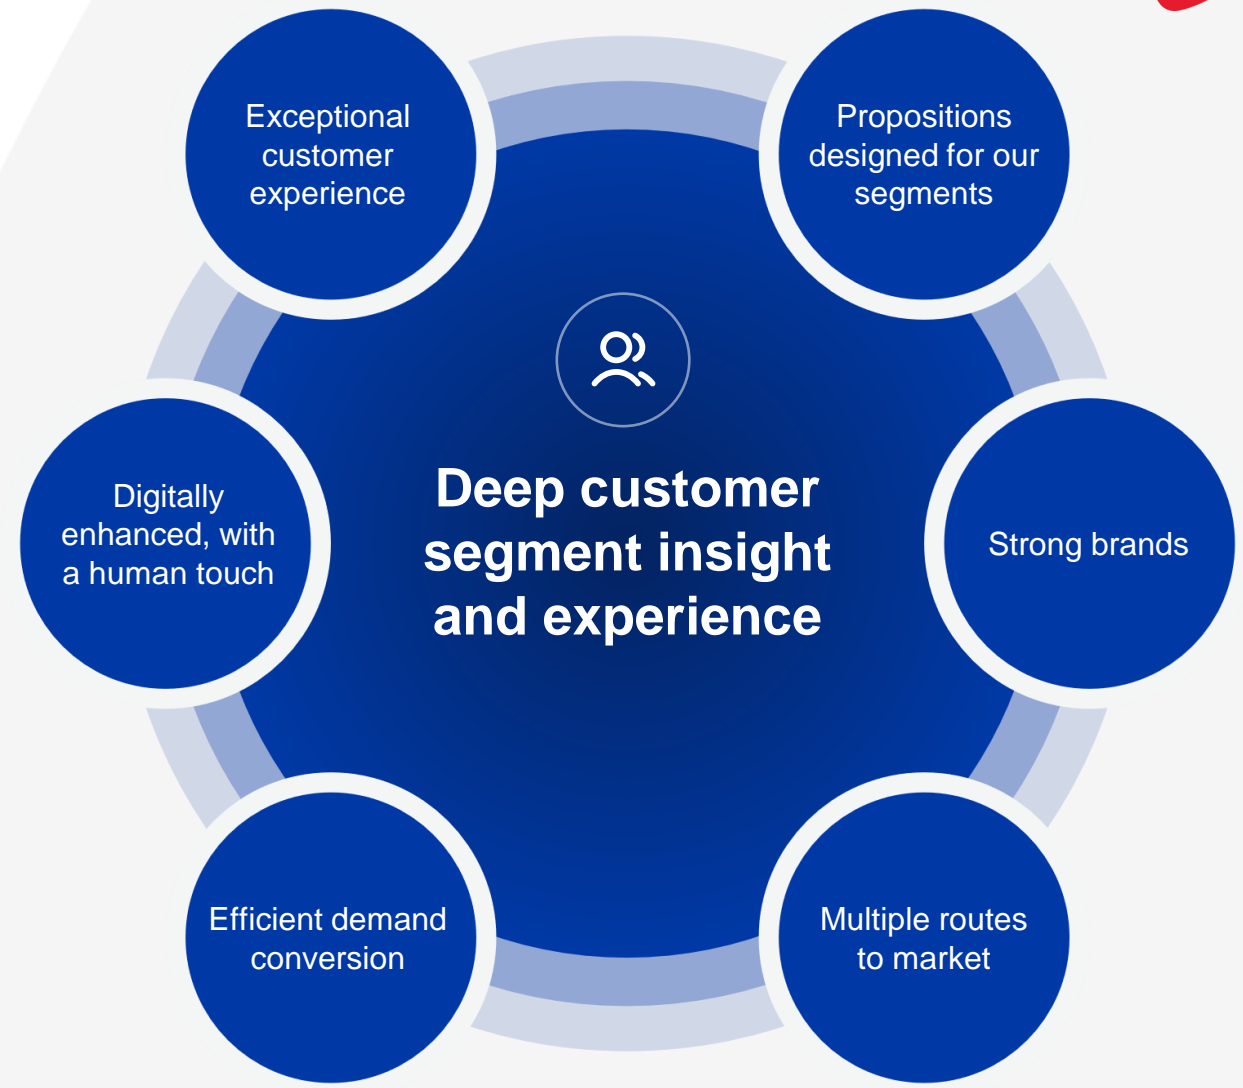 Exceptional
customer
experience
Propositions
designed for our
segments
Digitally
enhanced, with
a human touch
Deep customer
segment insight
and experience
Strong brands
Efficient demand
conversion
Multiple routes
to market